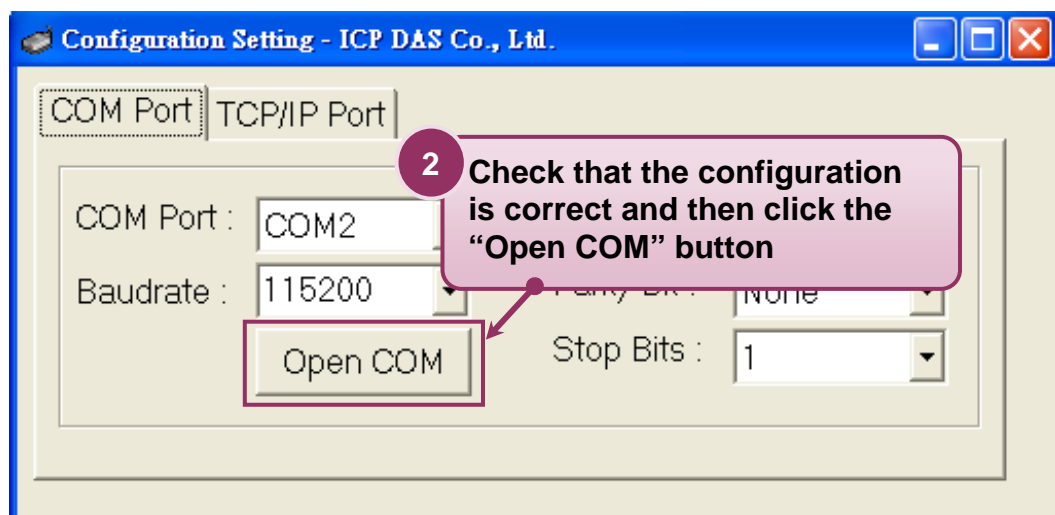 Configuration Setting - ICP DAS Co., Ltd.
COM Port TCP/IP Port
2
Check that the configuration
is correct and then click the
“Open COM” button
COM Port : COM2
Baudrate : 115200
None
Open COM
Stop Bits : 1